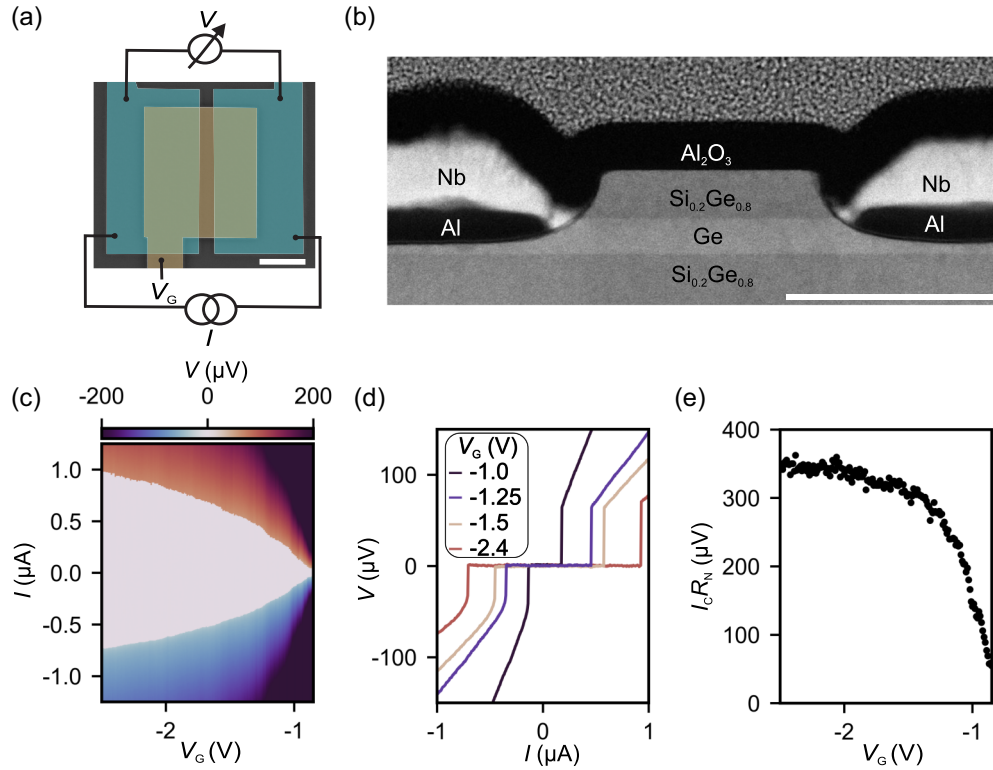 (a)
V
V_G
I
(b)
Al₂O₃
Nb
Nb
Si₀.₂Ge₀.₈
Al
Al
Ge
Si₀.₂Ge₀.₈
(c)
V (µV)
-200 0 200
1.0
0.5
0.0
-0.5
-1.0
I (µA)
-2 -1
V_G (V)
(d)
V_G (V)
-1.0
-1.25
-1.5
-2.4
100
0
-100
V (µV)
-1 0 1
I (µA)
(e)
400
300
200
100
0
I_CR_N (µV)
-2 -1
V_G (V)